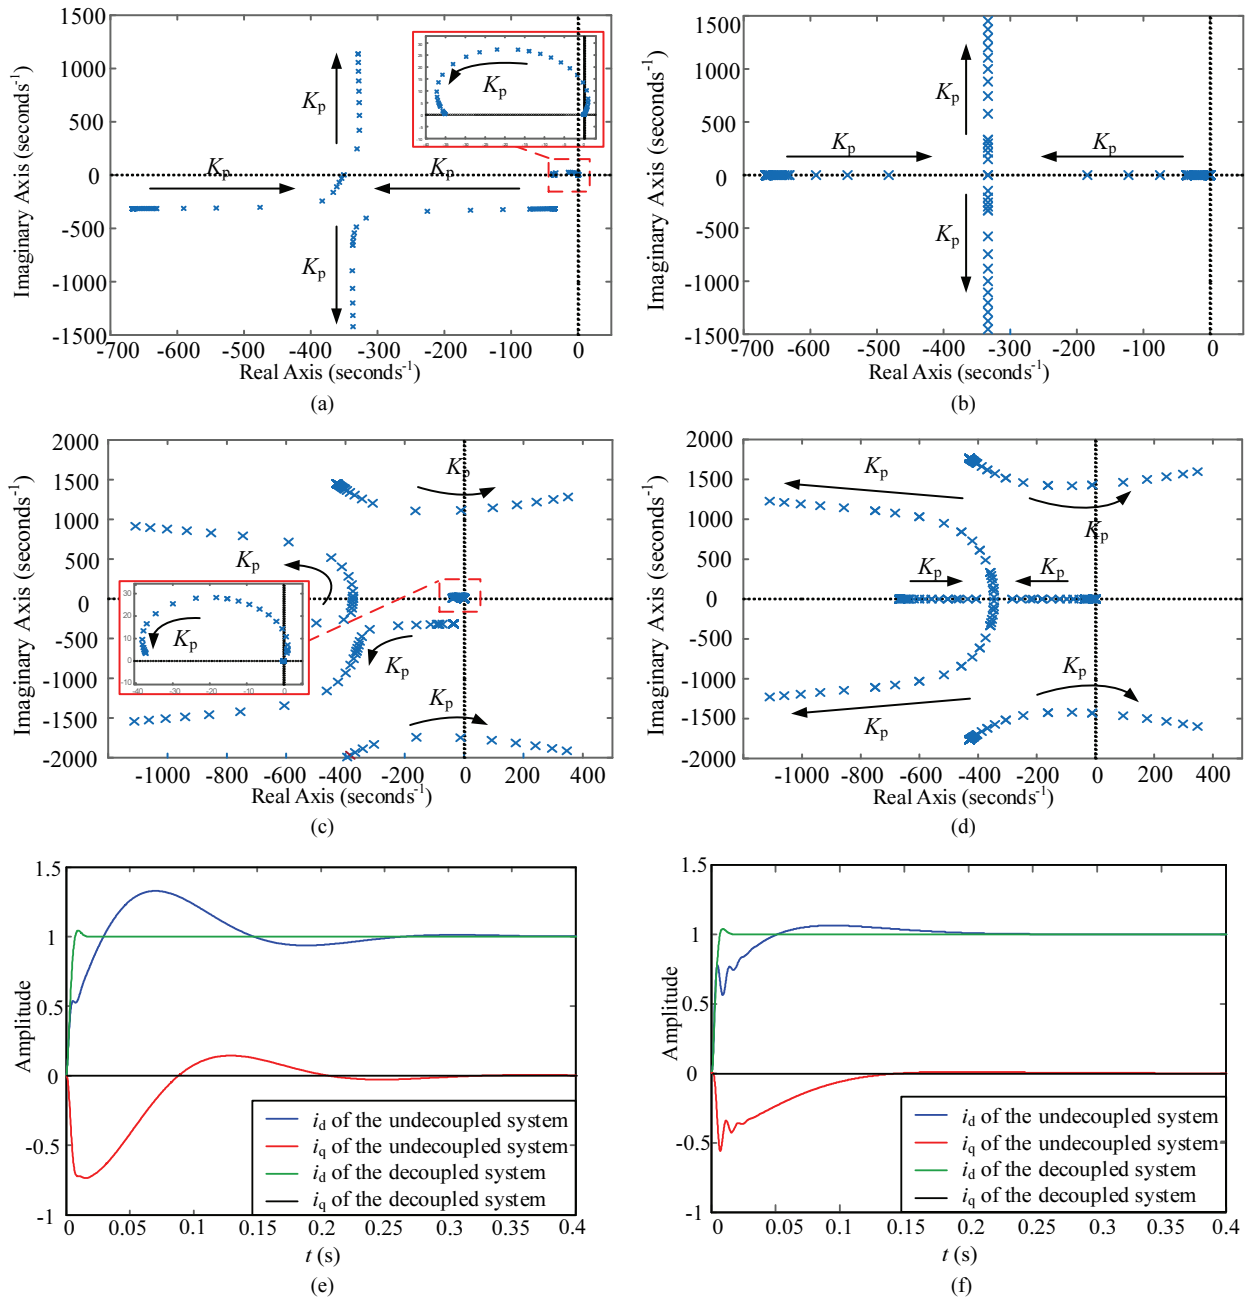 1500
1000
500
0
-500
-1000
-1500
Imaginary Axis (seconds-1)
Kp
Kp
Kp
Kp
Kp
-700 -600 -500 -400 -300 -200 -100 0
Real Axis (seconds-1)
(a)
1500
1000
500
0
-500
-1000
-1500
Imaginary Axis (seconds-1)
Kp
Kp
Kp
Kp
-700 -600 -500 -400 -300 -200 -100 0
Real Axis (seconds-1)
(b)
2000
1500
1000
500
0
-500
-1000
-1500
-2000
Imaginary Axis (seconds-1)
Kp
Kp
Kp
Kp
Kp
30
20
10
0
-40 -30 -20 -10 0
-1000 -800 -600 -400 -200 0 200 400
Real Axis (seconds-1)
(c)
2000
1500
1000
500
0
-500
-1000
-1500
-2000
Imaginary Axis (seconds-1)
Kp
Kp
Kp
Kp
Kp
Kp
-1000 -800 -600 -400 -200 0 200 400
Real Axis (seconds-1)
(d)
1.5
1
0.5
0
-0.5
-1
Amplitude
id of the undecoupled system
iq of the undecoupled system
id of the decoupled system
iq of the decoupled system
0 0.05 0.1 0.15 0.2 0.25 0.3 0.35 0.4
t (s)
(e)
1.5
1
0.5
0
-0.5
-1
Amplitude
id of the undecoupled system
iq of the undecoupled system
id of the decoupled system
iq of the decoupled system
0 0.05 0.1 0.15 0.2 0.25 0.3 0.35 0.4
t (s)
(f)